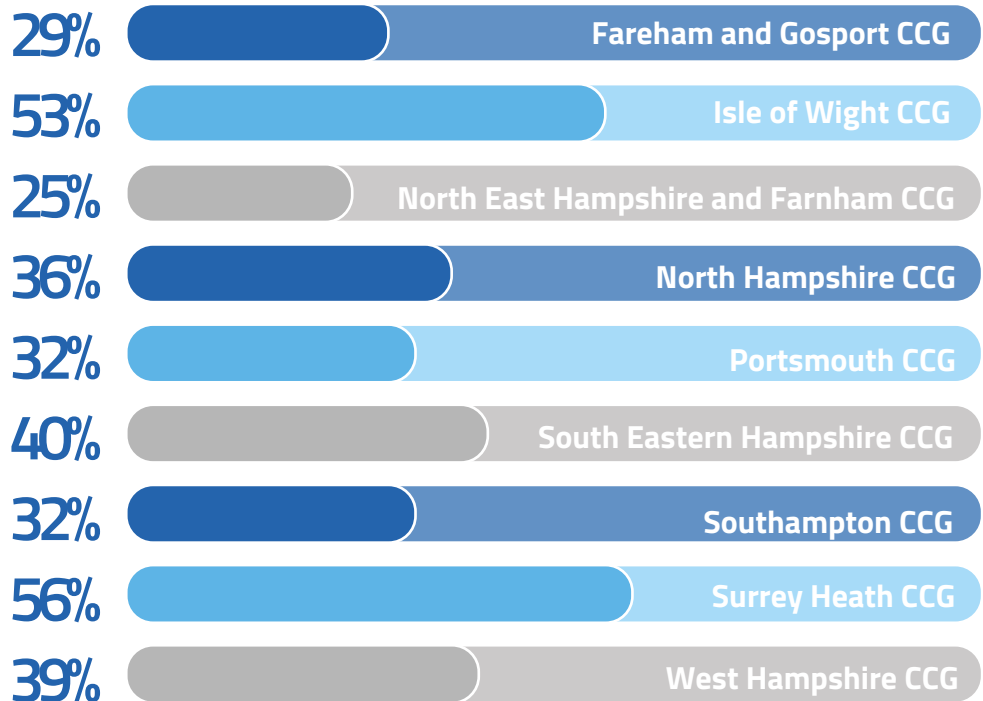 29% Fareham and Gosport CCG
53% Isle of Wight CCG
25% North East Hampshire and Farnham CCG
36% North Hampshire CCG
32% Portsmouth CCG
40% South Eastern Hampshire CCG
32% Southampton CCG
56% Surrey Heath CCG
39% West Hampshire CCG